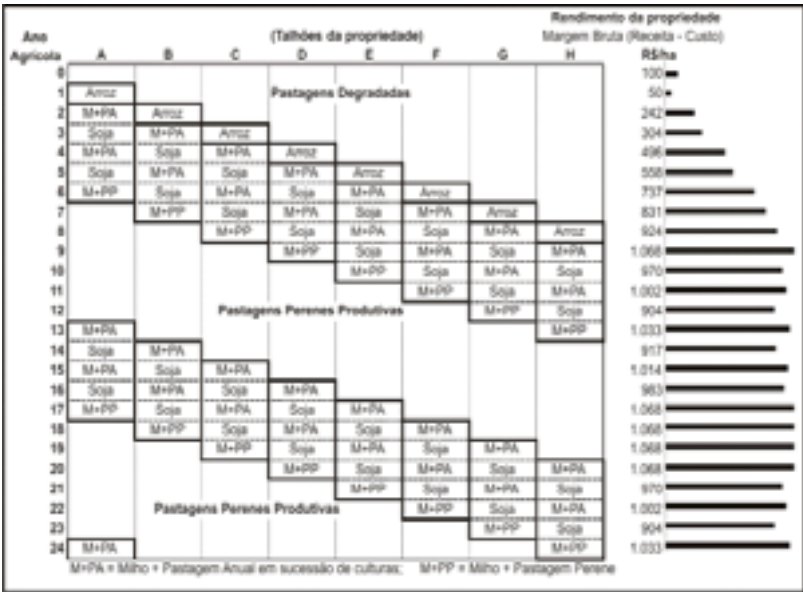 Rendimento da propriedade
Ano (Talhões da propriedade) Margem Bruta (Receita - Custo)
Agrícola A B C D E F G H R$/ha
0 100
1 Arroz Pastagens Degradadas 50
2 M+PA Arroz 242
3 Soja M+PA Arroz 304
4 M+PA Soja M+PA Arroz 496
5 Soja M+PA Soja M+PA Arroz 558
6 M+PP Soja M+PA Soja M+PA Arroz 737
7 M+PP Soja M+PA Soja M+PA Arroz 831
8 M+PP Soja M+PA Soja M+PA Arroz 924
9 M+PP Soja M+PA Soja M+PA 1.068
10 M+PP Soja M+PA Soja 970
11 M+PP Soja M+PA 1.002
12 Pastagens Perenes Produtivas M+PP Soja 904
13 M+PA M+PP 1.033
14 Soja M+PA 917
15 M+PA Soja M+PA 1.014
16 Soja M+PA Soja M+PA 983
17 M+PP Soja M+PA Soja M+PA 1.068
18 M+PP Soja M+PA Soja M+PA 1.068
19 M+PP Soja M+PA Soja M+PA 1.068
20 M+PP Soja M+PA Soja M+PA 1.068
21 M+PP Soja M+PA Soja 970
22 Pastagens Perenes Produtivas M+PP Soja M+PA 1.002
23 M+PP Soja 904
24 M+PA M+PP 1.033
M+PA = Milho + Pastagem Anual em sucessão de culturas; M+PP = Milho + Pastagem Perene